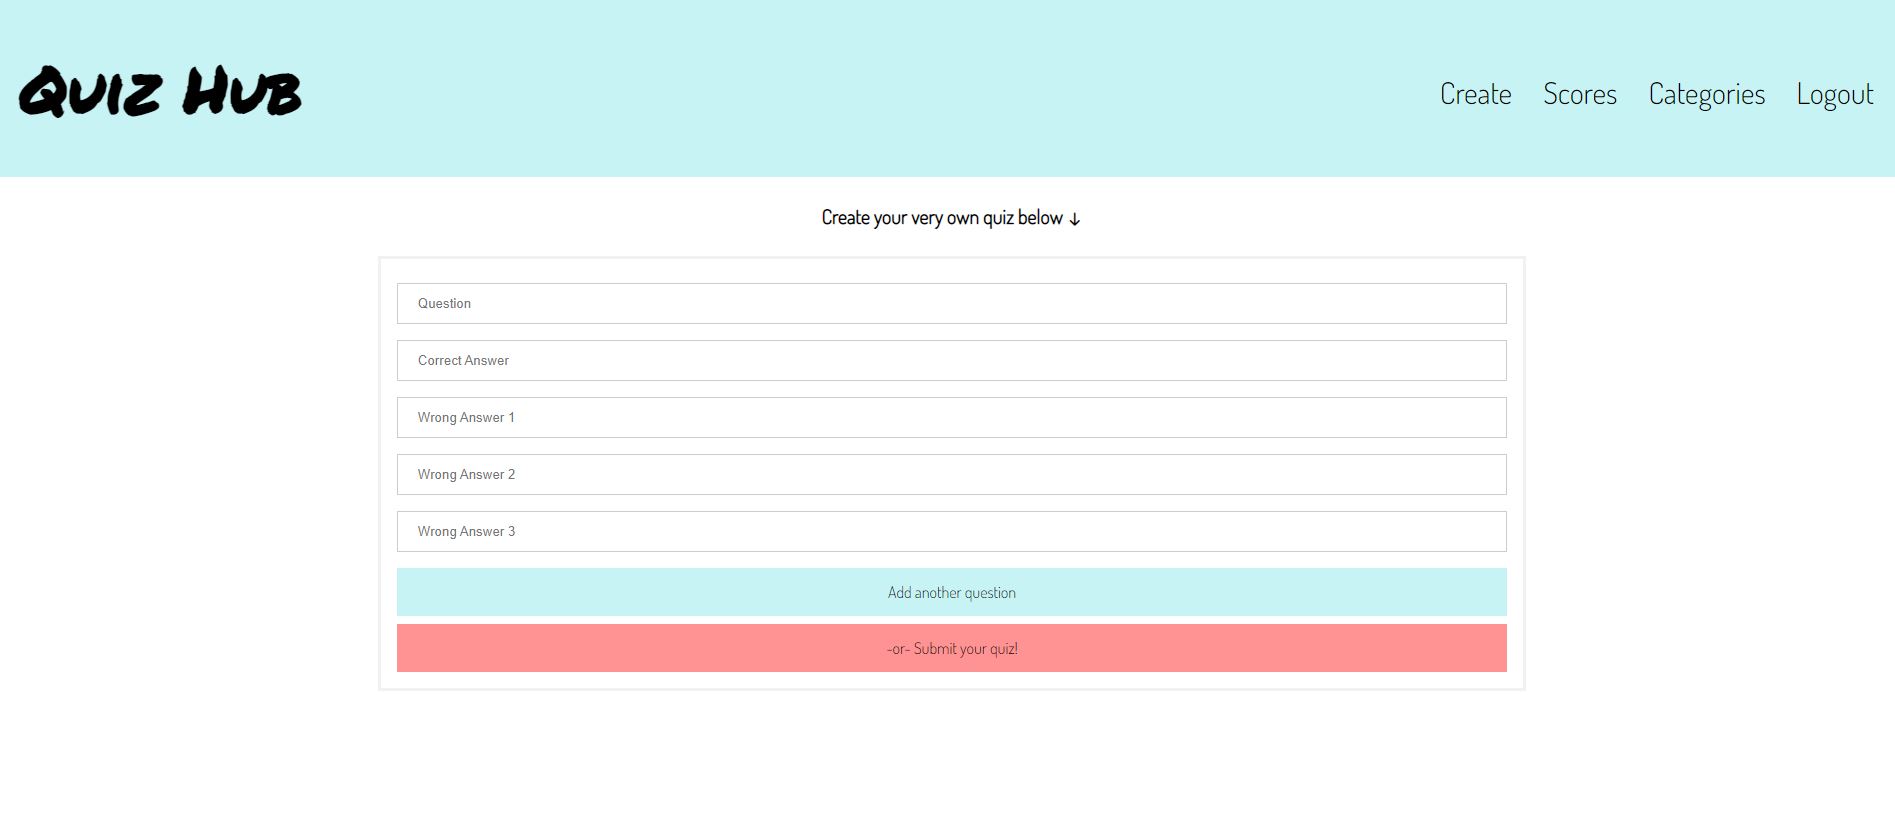 Quiz Hub
Create Scores Categories Logout
Create your very own quiz below ↓
Question
Correct Answer
Wrong Answer 1
Wrong Answer 2
Wrong Answer 3
Add another question
-or- Submit your quiz!